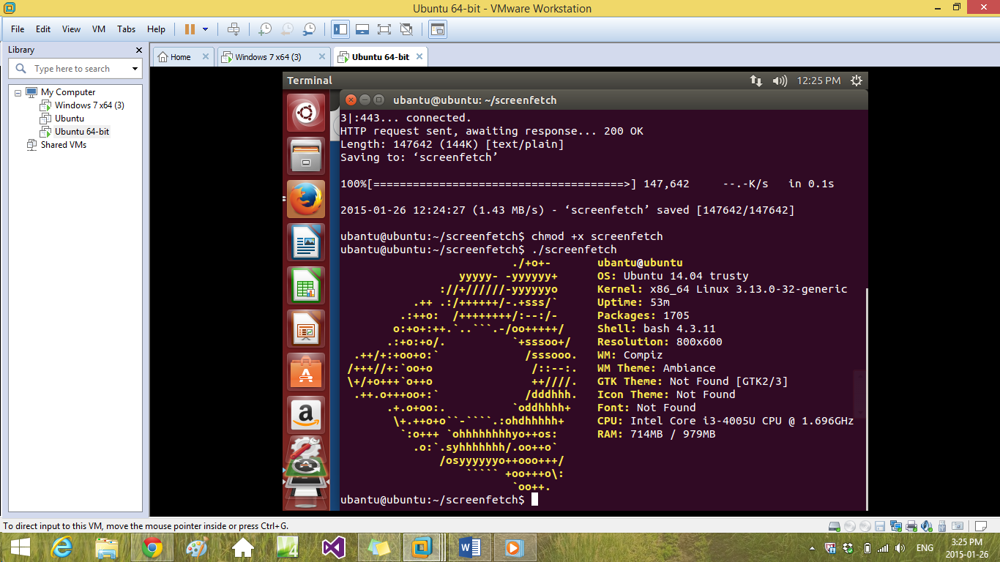 Ubuntu 64-bit - VMware Workstation
File Edit View VM Tabs Help
Library
Type here to search
My Computer
Windows 7 x64 (3)
Ubuntu
Ubuntu 64-bit
Shared VMs
Home
Windows 7 x64 (3)
Ubuntu 64-bit
Terminal
12:25 PM
ubantu@ubuntu: ~/screenfetch
3|:443... connected.
HTTP request sent, awaiting response... 200 OK
Length: 147642 (144K) [text/plain]
Saving to: ‘screenfetch’
100%[======================================>] 147,642     --.-K/s   in 0.1s
2015-01-26 12:24:27 (1.43 MB/s) - ‘screenfetch’ saved [147642/147642]
ubantu@ubuntu:~/screenfetch$ chmod +x screenfetch
ubantu@ubuntu:~/screenfetch$ ./screenfetch
                          ./+o+-       ubantu@ubuntu
                  yyyyy- -yyyyyy+      OS: Ubuntu 14.04 trusty
               ://+//////-yyyyyyo      Kernel: x86_64 Linux 3.13.0-32-generic
           .++ .:/++++++/-.+sss/`      Uptime: 53m
         .:++o:  /++++++++/:--:/-      Packages: 1705
        o:+o+:++.`..```.-/oo+++++/     Shell: bash 4.3.11
       .:+o:+o/.          `+sssoo+/    Resolution: 800x600
  .++/+:+oo+o:`             /sssooo.   WM: Compiz
 /+++//+:`oo+o               /::--:.   WM Theme: Ambiance
 \+/+o+++`o++o               ++////.   GTK Theme: Not Found [GTK2/3]
  .++.o+++oo+:`             /dddhhh.   Icon Theme: Not Found
       .+.o+oo:.          `oddhhhh+    Font: Not Found
        \+.++o+o``-````.:ohdhhhhh+     CPU: Intel Core i3-4005U CPU @ 1.696GHz
         `:o+++ `ohhhhhhhhyo++os:      RAM: 714MB / 979MB
           .o:`.syhhhhhhh/.oo++o`
               /osyyyyyyo++ooo+++/
                   ````` +oo+++o\:
                          `oo++.
ubantu@ubuntu:~/screenfetch$
To direct input to this VM, move the mouse pointer inside or press Ctrl+G.
ENG
3:25 PM
2015-01-26